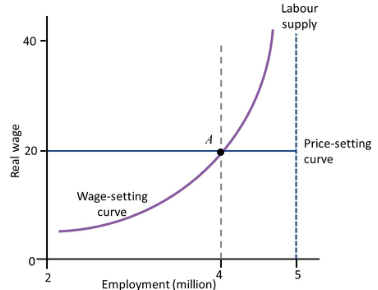 Labour
supply
40
A
20
Price-setting
curve
Real wage
Wage-setting
curve
0
2
4
5
Employment (million)